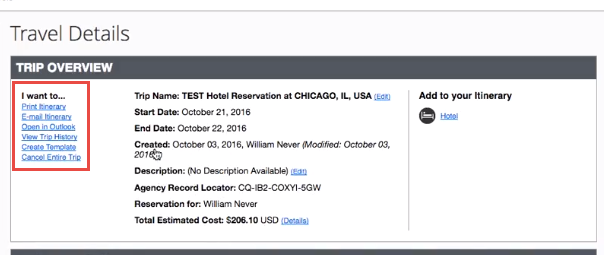 Travel Details
TRIP OVERVIEW
I want to...
Print Itinerary
E-mail Itinerary
Open in Outlook
View Trip History
Create Template
Cancel Entire Trip
Trip Name: TEST Hotel Reservation at CHICAGO, IL, USA (Edit)
Start Date: October 21, 2016
End Date: October 22, 2016
Created: October 03, 2016, William Never (Modified: October 03,
2016)
Description: (No Description Available) (Edit)
Agency Record Locator: CQ-IB2-COXYI-5GW
Reservation for: William Never
Total Estimated Cost: $206.10 USD (Details)
Add to your Itinerary
Hotel